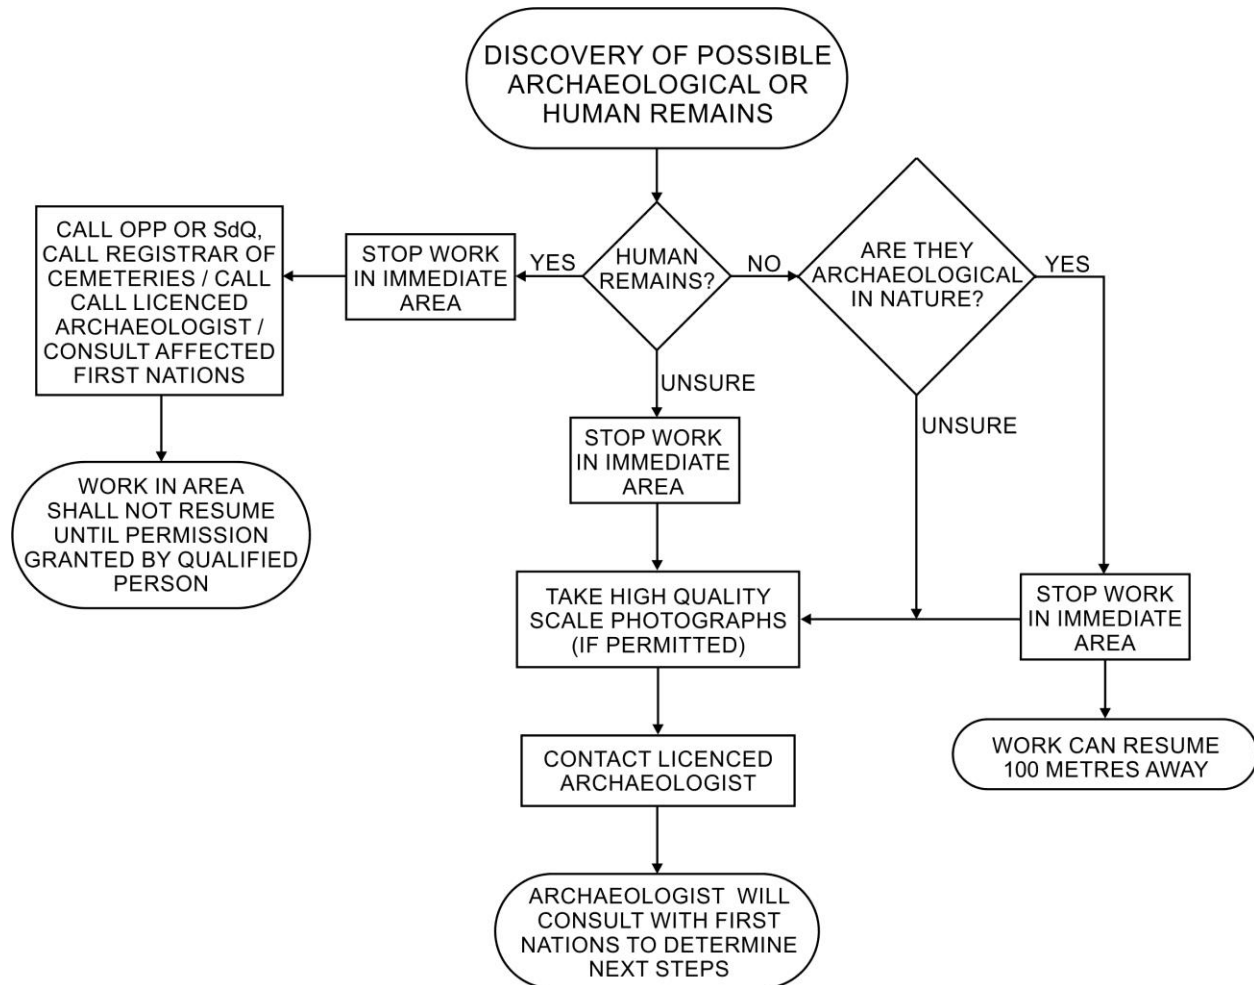 DISCOVERY OF POSSIBLE
ARCHAEOLOGICAL OR
HUMAN REMAINS
HUMAN
REMAINS?
YES
STOP WORK
IN IMMEDIATE
AREA
CALL OPP OR SdQ,
CALL REGISTRAR OF
CEMETERIES / CALL
CALL LICENCED
ARCHAEOLOGIST /
CONSULT AFFECTED
FIRST NATIONS
WORK IN AREA
SHALL NOT RESUME
UNTIL PERMISSION
GRANTED BY QUALIFIED
PERSON
NO
ARE THEY
ARCHAEOLOGICAL
IN NATURE?
YES
UNSURE
STOP WORK
IN IMMEDIATE
AREA
UNSURE
TAKE HIGH QUALITY
SCALE PHOTOGRAPHS
(IF PERMITTED)
STOP WORK
IN IMMEDIATE
AREA
WORK CAN RESUME
100 METRES AWAY
CONTACT LICENCED
ARCHAEOLOGIST
ARCHAEOLOGIST WILL
CONSULT WITH FIRST
NATIONS TO DETERMINE
NEXT STEPS